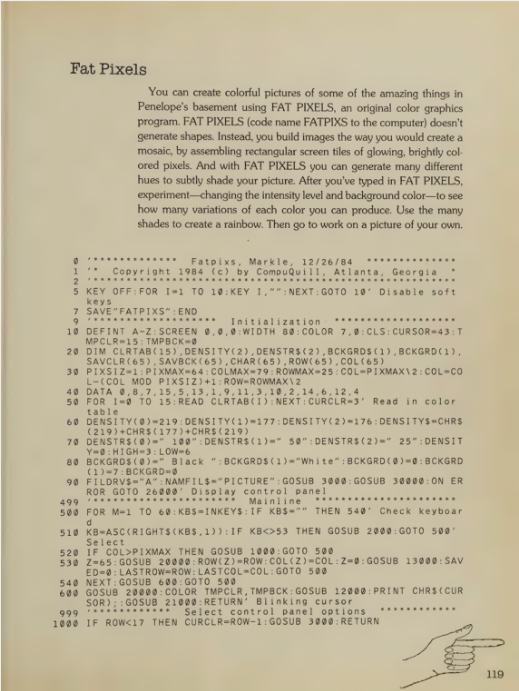 Fat Pixels
You can create colorful pictures of some of the amazing things in
Penelope's basement using FAT PIXELS, an original color graphics
program. FAT PIXELS (code name FATPIXS to the computer) doesn't
generate shapes. Instead, you build images the way you would create a
mosaic, by assembling rectangular screen tiles of glowing, brightly col-
ored pixels. And with FAT PIXELS you can generate many different
hues to subtly shade your picture. After you've typed in FAT PIXELS,
experiment—changing the intensity level and background color—to see
how many variations of each color you can produce. Use the many
shades to create a rainbow. Then go to work on a picture of your own.
0 '************** Fatpixs, Markle, 12/26/84 **************
1 '* Copyright 1984 (c) by CompuQuill, Atlanta, Georgia *
2 '******************************************************
5 KEY OFF:FOR I=1 TO 10:KEY I,"":NEXT:GOTO 10' Disable soft
keys
7 SAVE"FATPIXS":END
9 '******************** Initialization *******************
10 DEFINT A-Z:SCREEN 0,0,0:WIDTH 80:COLOR 7,0:CLS:CURSOR=43:T
MPCLR=15:TMPBCK=0
20 DIM CLRTAB(15),DENSITY(2),DENSTR$(2),BCKGRD$(1),BCKGRD(1),
SAVCLR(65),SAVBCK(65),CHAR(65),ROW(65),COL(65)
30 PIXSIZ=1:PIXMAX=64:COLMAX=79:ROWMAX=25:COL=PIXMAX\2:COL=CO
L-(COL MOD PIXSIZ)+1:ROW=ROWMAX\2
40 DATA 0,8,7,15,5,13,1,9,11,3,10,2,14,6,12,4
50 FOR I=0 TO 15:READ CLRTAB(I):NEXT:CURCLR=3' Read in color
table
60 DENSITY(0)=219:DENSITY(1)=177:DENSITY(2)=176:DENSITY$=CHR$
(219)+CHR$(177)+CHR$(219)
70 DENSTR$(0)=" 100":DENSTR$(1)=" 50":DENSTR$(2)=" 25":DENSIT
Y=0:HIGH=3:LOW=6
80 BCKGRD$(0)=" Black ":BCKGRD$(1)="White":BCKGRD(0)=0:BCKGRD
(1)=7:BCKGRD=0
90 FILDRV$="A":NAMFIL$="PICTURE":GOSUB 3000:GOSUB 30000:ON ER
ROR GOTO 26000' Display control panel
499 '********************** Mainline **********************
500 FOR M=1 TO 60:KB$=INKEY$:IF KB$="" THEN 540' Check keyboar
d
510 KB=ASC(RIGHT$(KB$,1)):IF KB<>53 THEN GOSUB 2000:GOTO 500'
Select
520 IF COL>PIXMAX THEN GOSUB 1000:GOTO 500
530 Z=65:GOSUB 20000:ROW(Z)=ROW:COL(Z)=COL:Z=0:GOSUB 13000:SAV
ED=0:LASTROW=ROW:LASTCOL=COL:GOTO 500
540 NEXT:GOSUB 600:GOTO 500
600 GOSUB 20000:COLOR TMPCLR,TMPBCK:GOSUB 12000:PRINT CHR$(CUR
SOR);:GOSUB 21000:RETURN' Blinking cursor
999 '************* Select control panel options ************
1000 IF ROW<17 THEN CURCLR=ROW-1:GOSUB 3000:RETURN
119